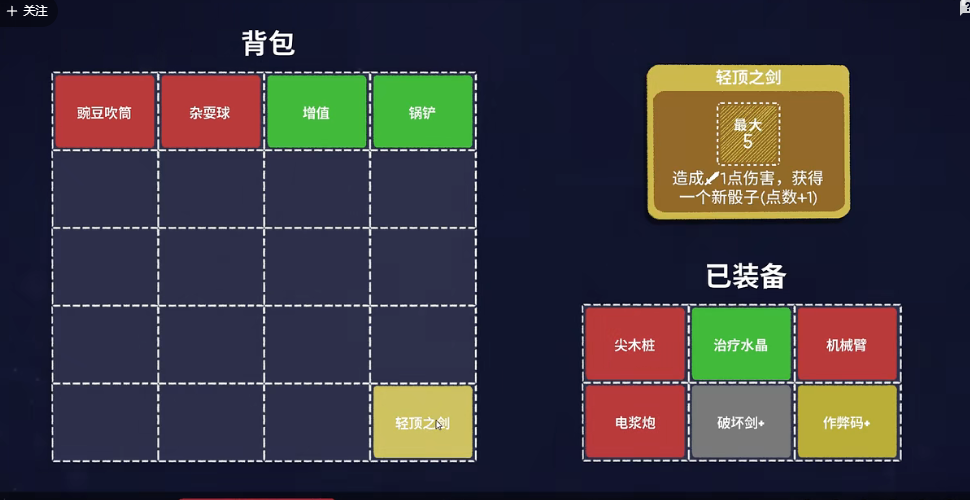 + 关注
背包
豌豆吹筒
杂耍球
增值
锅铲
轻顶之剑
轻顶之剑
最大
5
造成1点伤害，获得
一个新骰子(点数+1)
已装备
尖木桩
治疗水晶
机械臂
电浆炮
破坏剑+
作弊码+